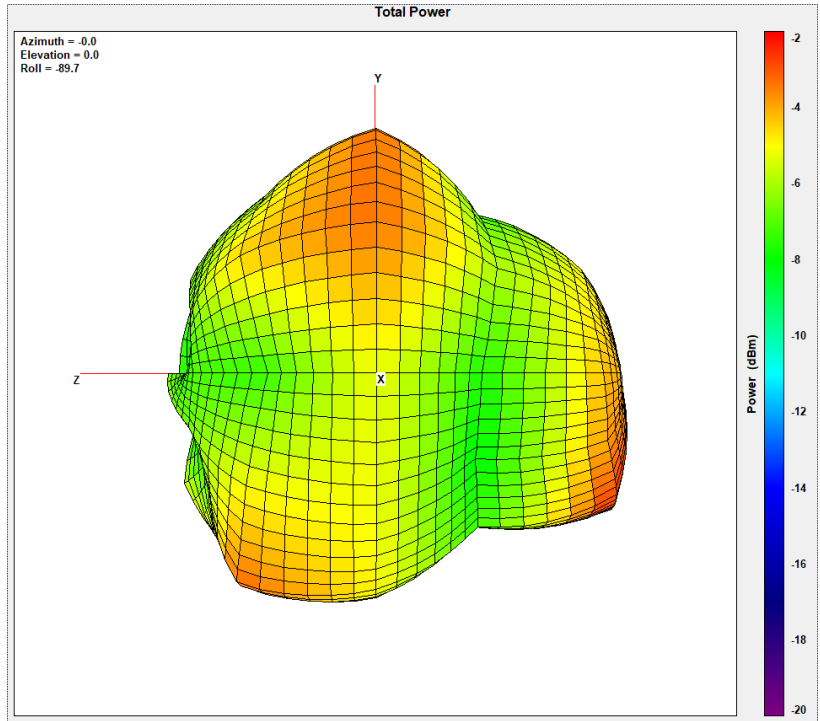 Total Power
Azimuth = -0.0
Elevation = 0.0
Roll = -89.7
Y
Z
X
-2
-4
-6
-8
-10
-12
-14
-16
-18
-20
Power (dBm)